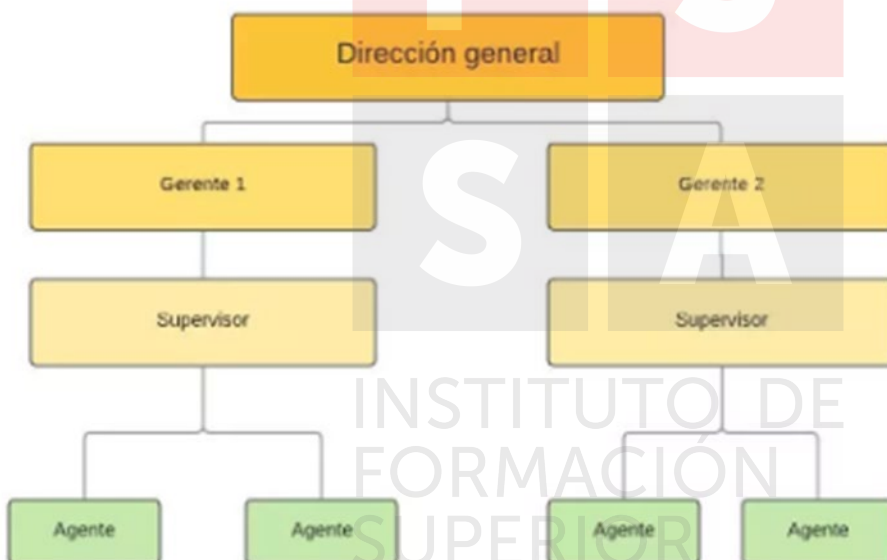 S
Dirección general
Gerente 1
Gerente 2
S A
Supervisor
Supervisor
INSTITUTO DE
FORMACIÓN
SUPERIOR
Agente
Agente
Agente
Agente